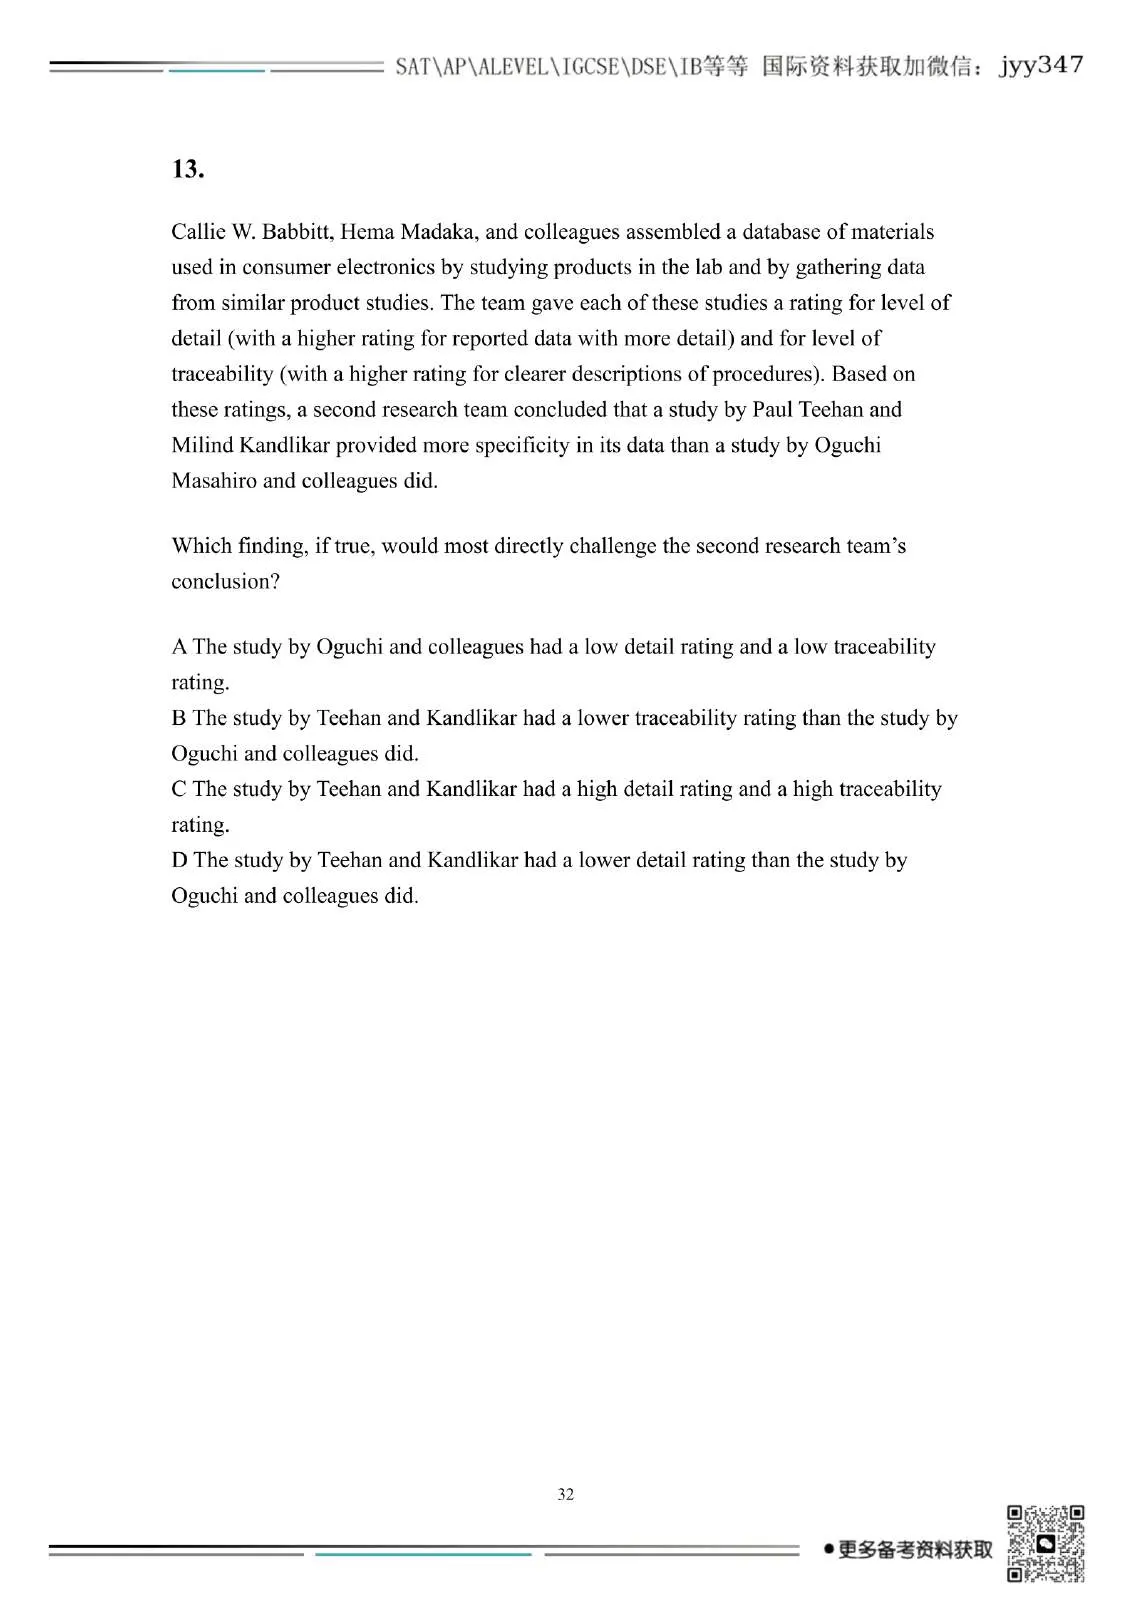 SAT\AP\ALEVEL\IGCSE\DSE\IB等等 国际资料获取加微信: jyy347
13.
Callie W. Babbitt, Hema Madaka, and colleagues assembled a database of materials
used in consumer electronics by studying products in the lab and by gathering data
from similar product studies. The team gave each of these studies a rating for level of
detail (with a higher rating for reported data with more detail) and for level of
traceability (with a higher rating for clearer descriptions of procedures). Based on
these ratings, a second research team concluded that a study by Paul Teehan and
Milind Kandlikar provided more specificity in its data than a study by Oguchi
Masahiro and colleagues did.
Which finding, if true, would most directly challenge the second research team's
conclusion?
A The study by Oguchi and colleagues had a low detail rating and a low traceability
rating.
B The study by Teehan and Kandlikar had a lower traceability rating than the study by
Oguchi and colleagues did.
C The study by Teehan and Kandlikar had a high detail rating and a high traceability
rating.
D The study by Teehan and Kandlikar had a lower detail rating than the study by
Oguchi and colleagues did.
32
●更多备考资料获取